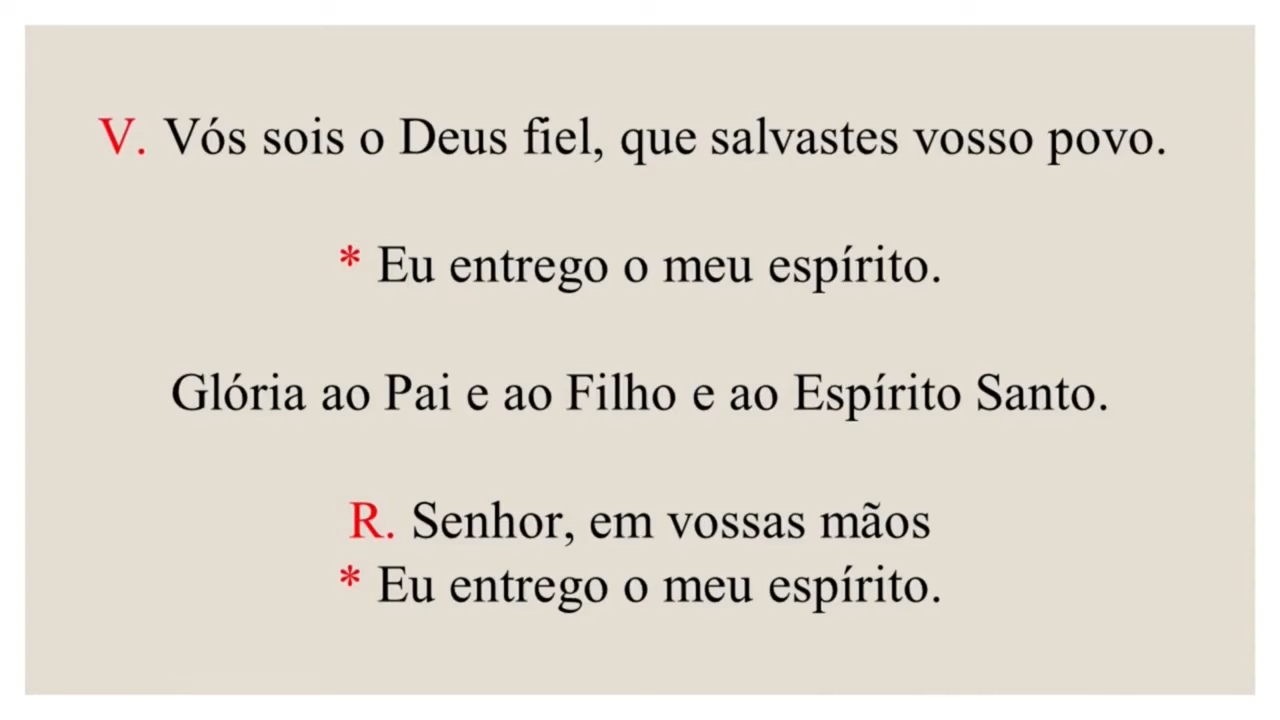 V. Vós sois o Deus fiel, que salvastes vosso povo.
* Eu entrego o meu espírito.
Glória ao Pai e ao Filho e ao Espírito Santo.
R. Senhor, em vossas mãos
* Eu entrego o meu espírito.